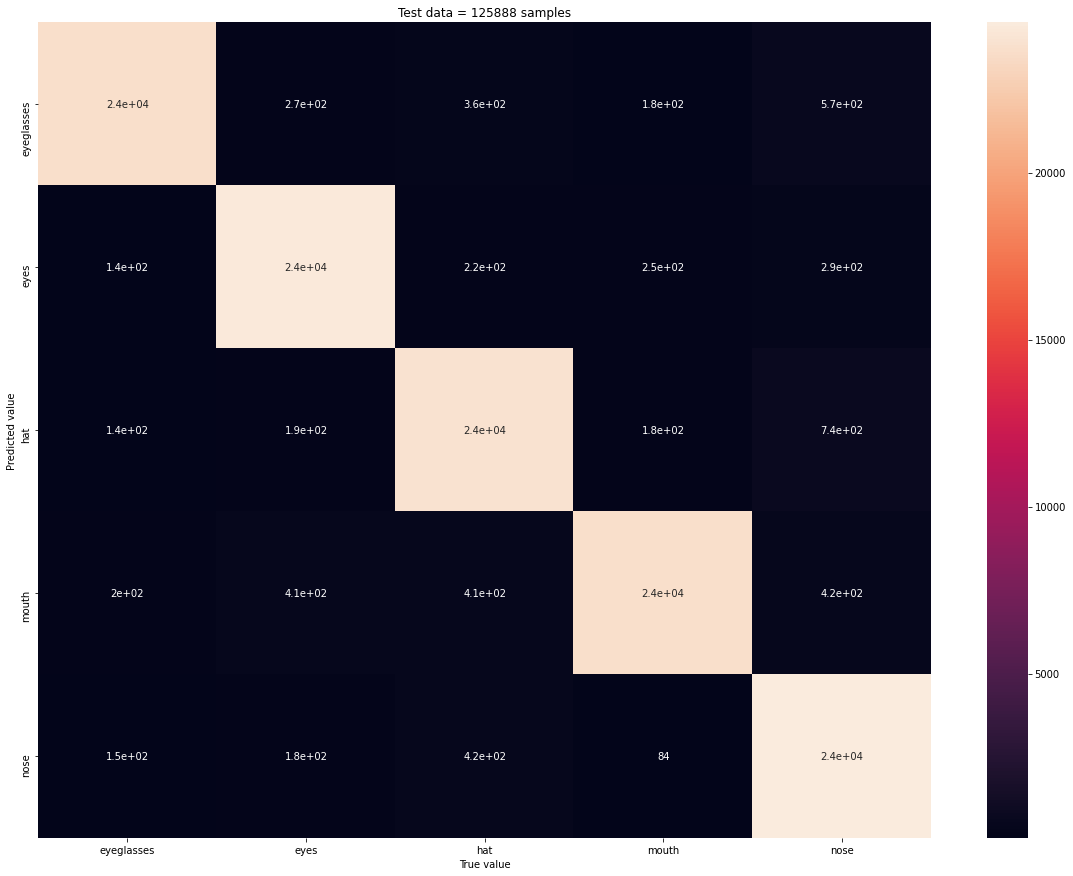 Test data = 125888 samples
eyeglasses 2.4e+04 2.7e+02 3.6e+02 1.8e+02 5.7e+02
eyes 1.4e+02 2.4e+04 2.2e+02 2.5e+02 2.9e+02
hat 1.4e+02 1.9e+02 2.4e+04 1.8e+02 7.4e+02
mouth 2e+02 4.1e+02 4.1e+02 2.4e+04 4.2e+02
nose 1.5e+02 1.8e+02 4.2e+02 84 2.4e+04
eyeglasses eyes hat mouth nose
True value
Predicted value
20000
15000
10000
5000